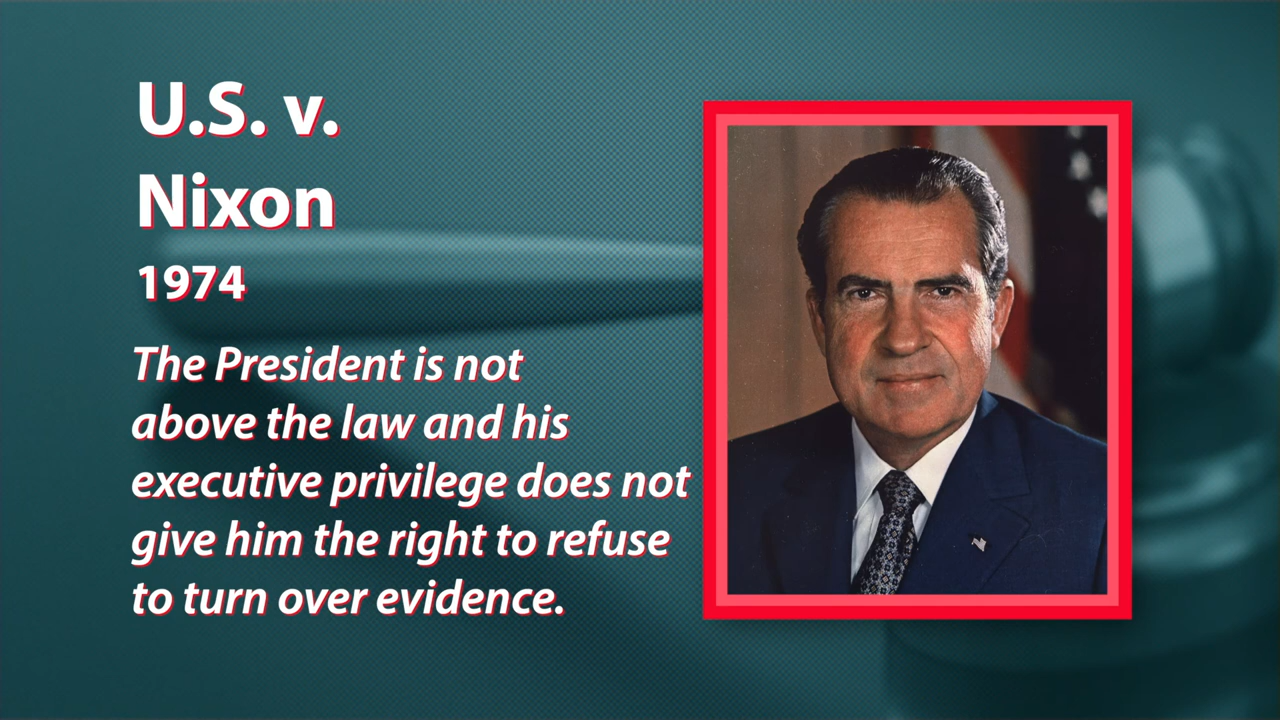 U.S. v.
Nixon
1974
The President is not
above the law and his
executive privilege does not
give him the right to refuse
to turn over evidence.